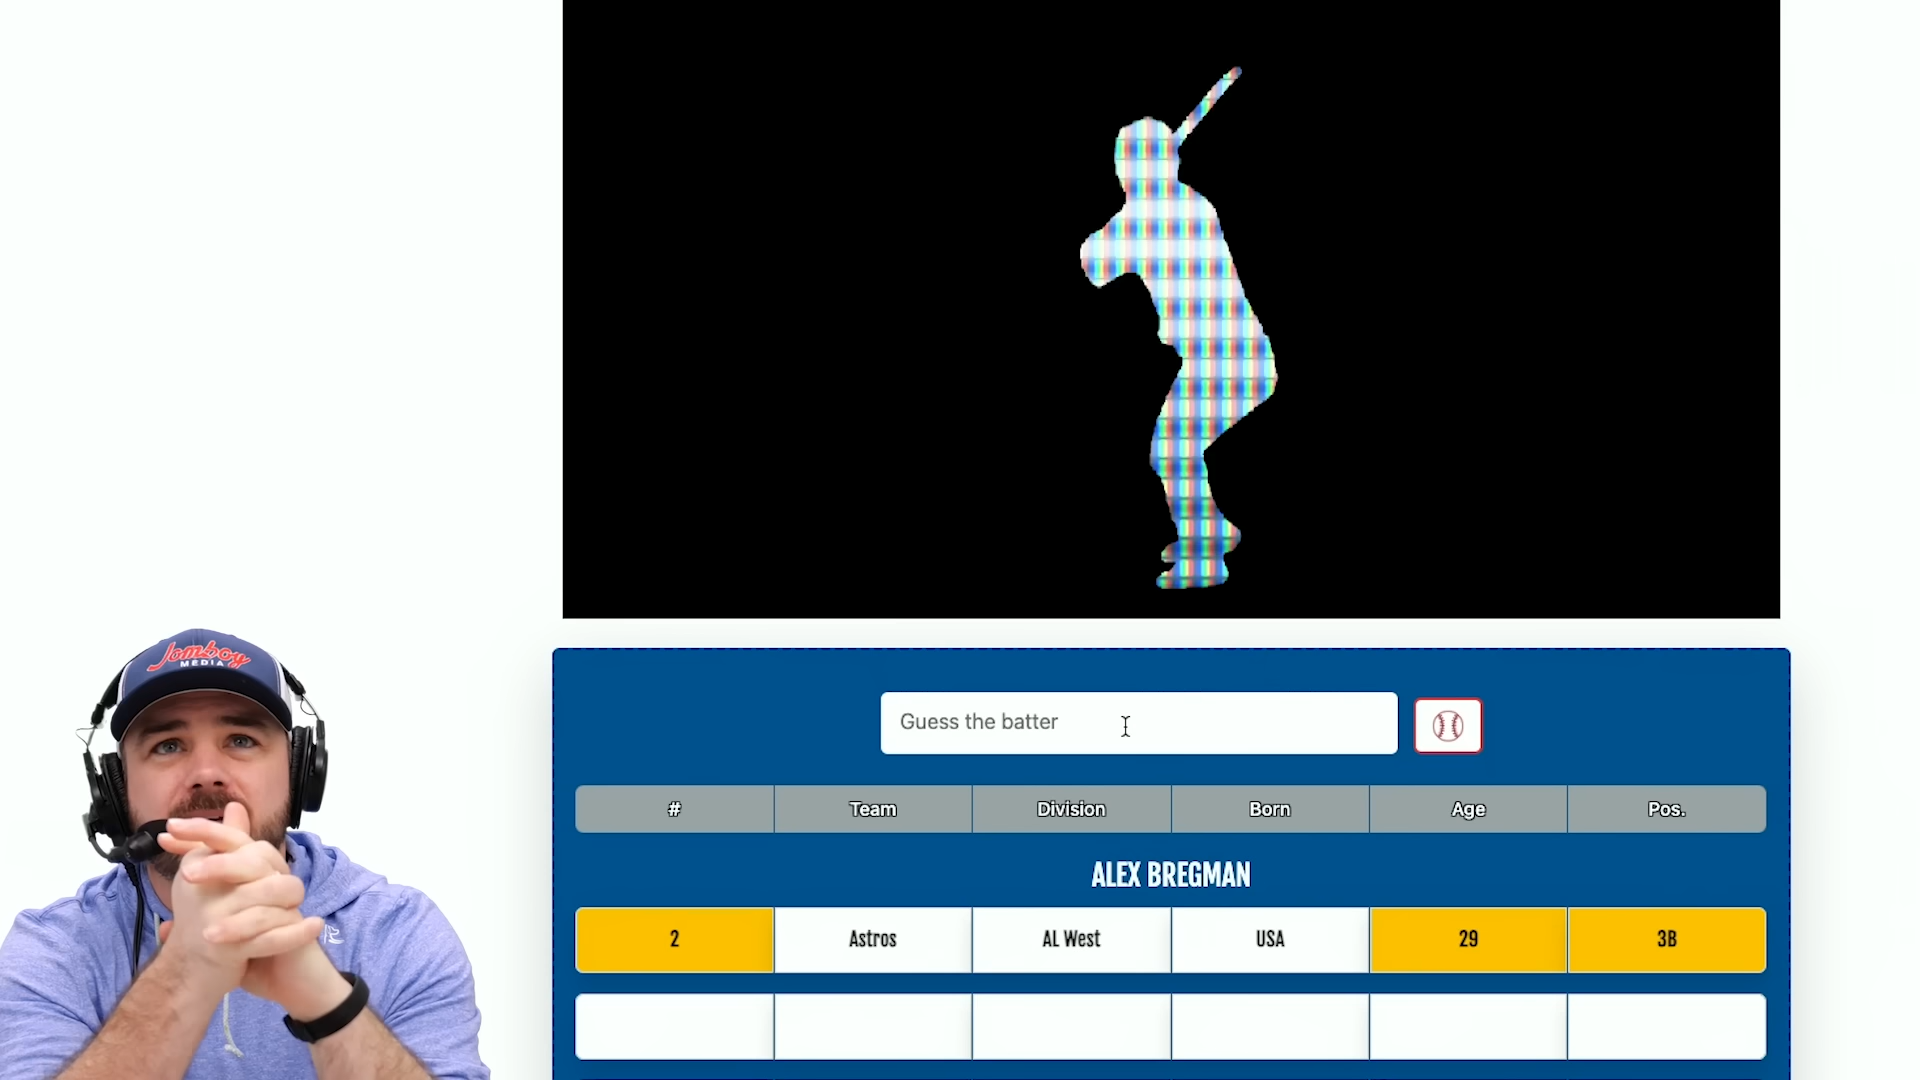 Jomboy
MEDIA
Guess the batter
# Team Division Born Age Pos.
ALEX BREGMAN
2 Astros AL West USA 29 3B